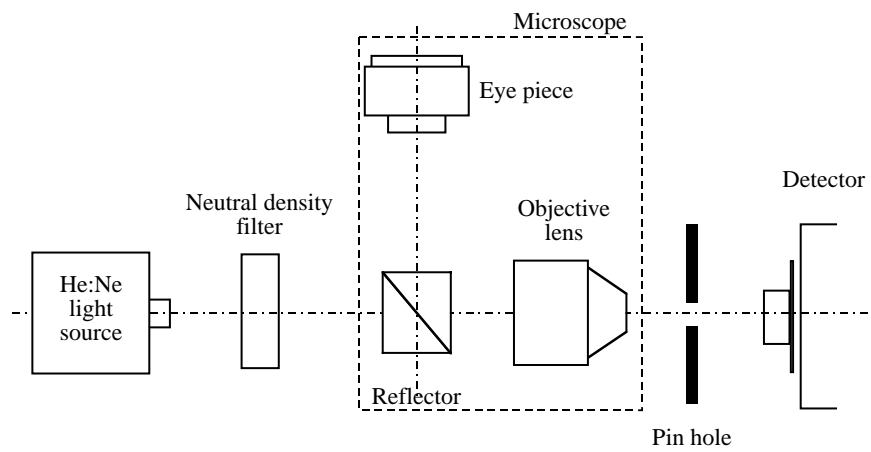 Microscope
Eye piece
Neutral density
filter
Objective
lens
Detector
He:Ne
light
source
Reflector
Pin hole